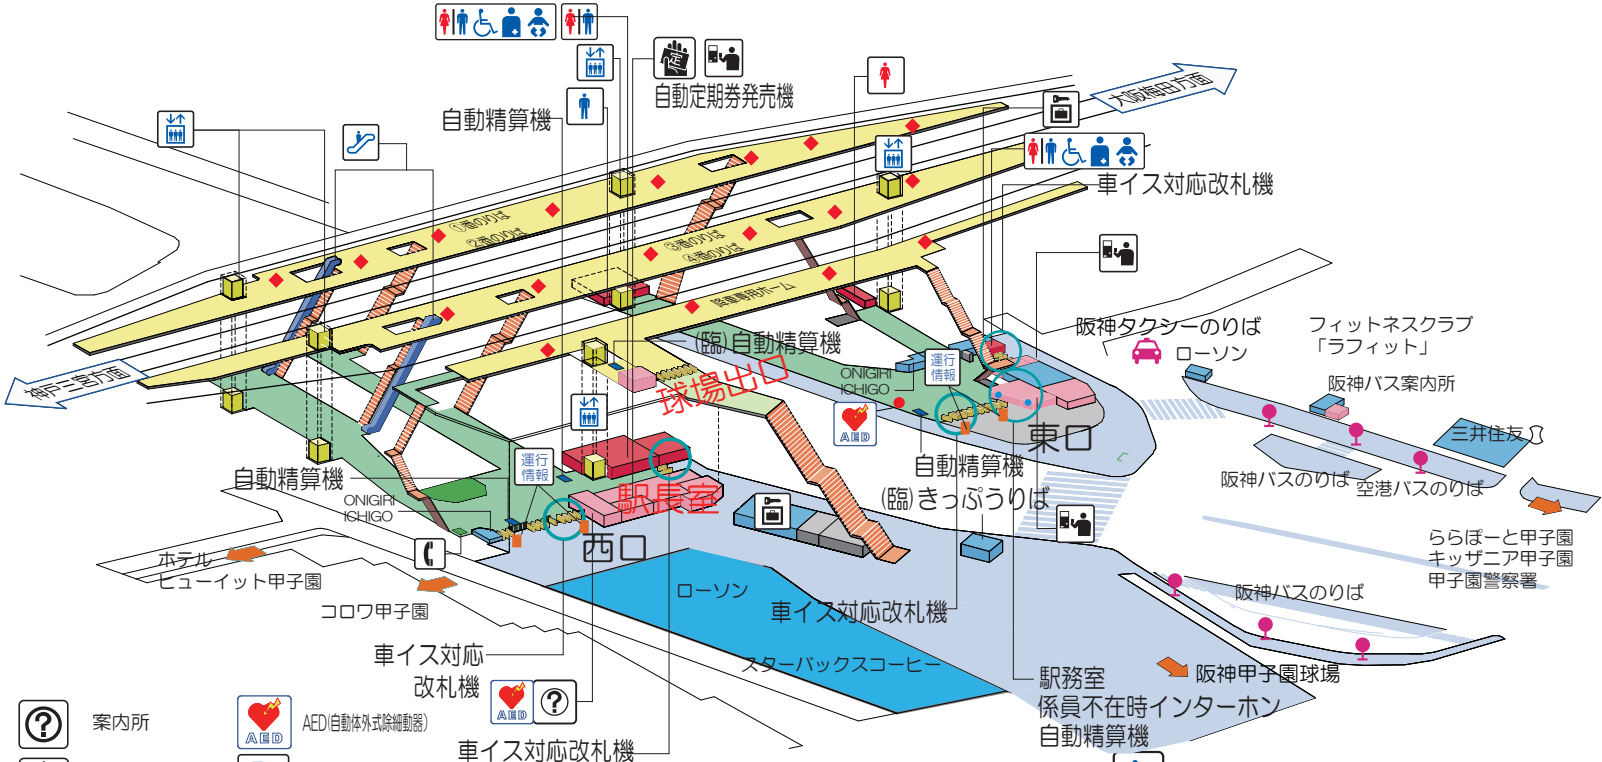 自動定期券発売機
自動精算機
大阪梅田方面
車イス対応改札機
①番のりば
②番のりば
③番のりば
④番のりば
降車専用ホーム
神戸三宮方面
(臨)自動精算機
球場出口
ONIGIRI
ICHIGO
運行
情報
AED
阪神タクシーのりば
ローソン
フィットネスクラブ
「ラフィット」
阪神バス案内所
三井住友
東口
自動精算機
(臨)きっぷうりば
阪神バスのりば
空港バスのりば
自動精算機
ONIGIRI
ICHIGO
運行
情報
駅長室
西口
ららぽーと甲子園
キッザニア甲子園
甲子園警察署
ホテル
ヒューイット甲子園
コロワ甲子園
ローソン
車イス対応改札機
阪神バスのりば
車イス対応
改札機
スターバックスコーヒー
阪神甲子園球場
駅務室
係員不在時インターホン
自動精算機
AED
?
車イス対応改札機
?
案内所
AED
AED(自動体外式除細動器)